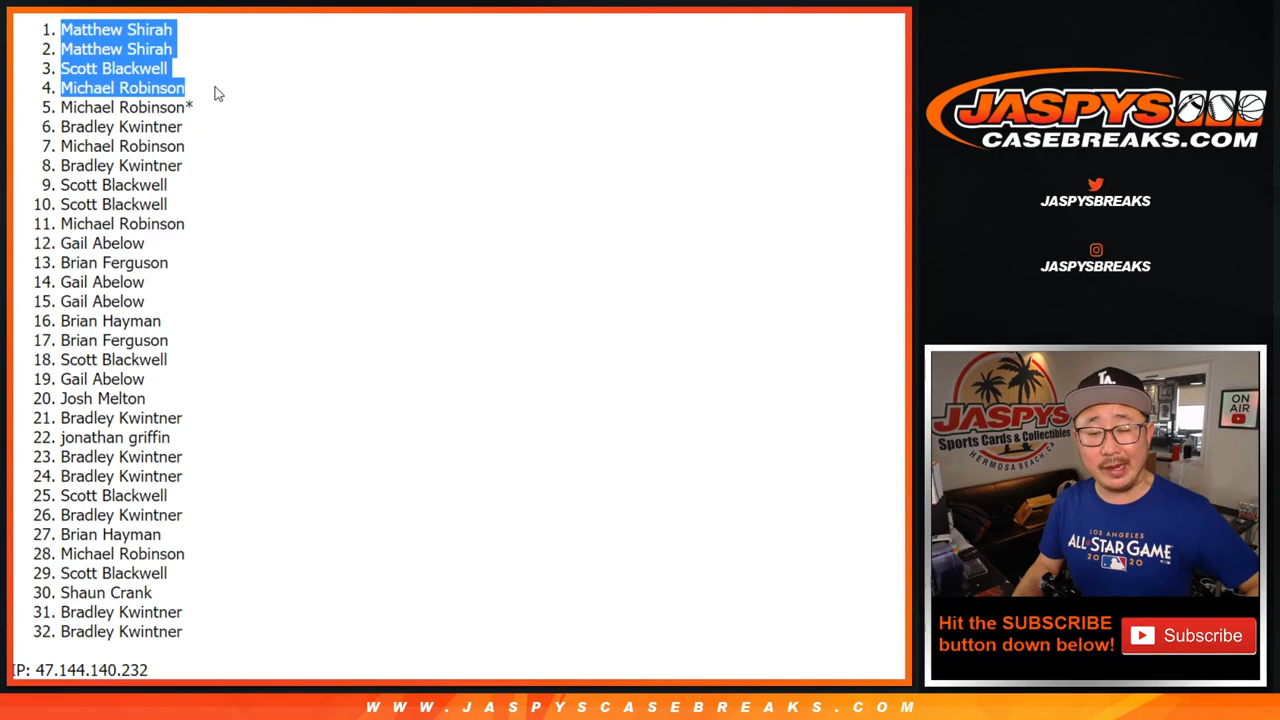 1. Matthew Shirah
2. Matthew Shirah
3. Scott Blackwell
4. Michael Robinson
5. Michael Robinson*
6. Bradley Kwintner
7. Michael Robinson
8. Bradley Kwintner
9. Scott Blackwell
10. Scott Blackwell
11. Michael Robinson
12. Gail Abelow
13. Brian Ferguson
14. Gail Abelow
15. Gail Abelow
16. Brian Hayman
17. Brian Ferguson
18. Scott Blackwell
19. Gail Abelow
20. Josh Melton
21. Bradley Kwintner
22. jonathan griffin
23. Bradley Kwintner
24. Bradley Kwintner
25. Scott Blackwell
26. Bradley Kwintner
27. Brian Hayman
28. Michael Robinson
29. Scott Blackwell
30. Shaun Crank
31. Bradley Kwintner
32. Bradley Kwintner
IP: 47.144.140.232
JASPYS
CASEBREAKS.COM
JASPYSBREAKS
JASPYSBREAKS
JASPYS
Sports Cards & Collectibles
HERMOSA BEACH, CA
ON
AIR
LA
LOS ANGELES
ALL★STAR GAME
2020
Hit the SUBSCRIBE
button down below!
Subscribe
WWW.JASPYSCASEBREAKS.COM